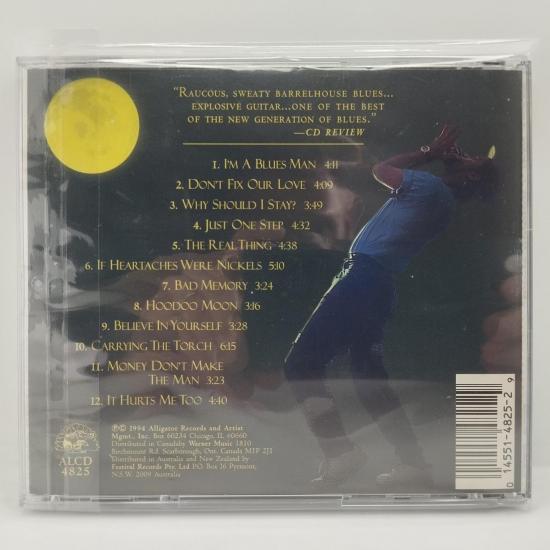 "Raucous, sweaty barrelhouse blues...
explosive guitar...one of the best
of the new generation of blues."
—CD Review
1. I'm A Blues Man 4:11
2. Don't Fix Our Love 4:09
3. Why Should I Stay? 3:49
4. Just One Step 4:32
5. The Real Thing 4:38
6. If Heartaches Were Nickels 5:10
7. Bad Memory 3:24
8. Hoodoo Moon 3:16
9. Believe In Yourself 3:28
10. Carrying The Torch 6:15
11. Money Don't Make
The Man 3:23
12. It Hurts Me Too 4:40
ALCD
4825
℗© 1994 Alligator Records and Artist
Mgmt., Inc. Box 60234 Chicago, IL 60660
Distributed in Canada by Warner Music 1810
Birchmount Rd. Scarborough, Ont. Canada M1P 2J1
Distributed in Australia and New Zealand by
Festival Records Pty. Ltd P.O. Box 16 Pyrmont,
N.S.W. 2009 Australia
0 14551-4825-2 9